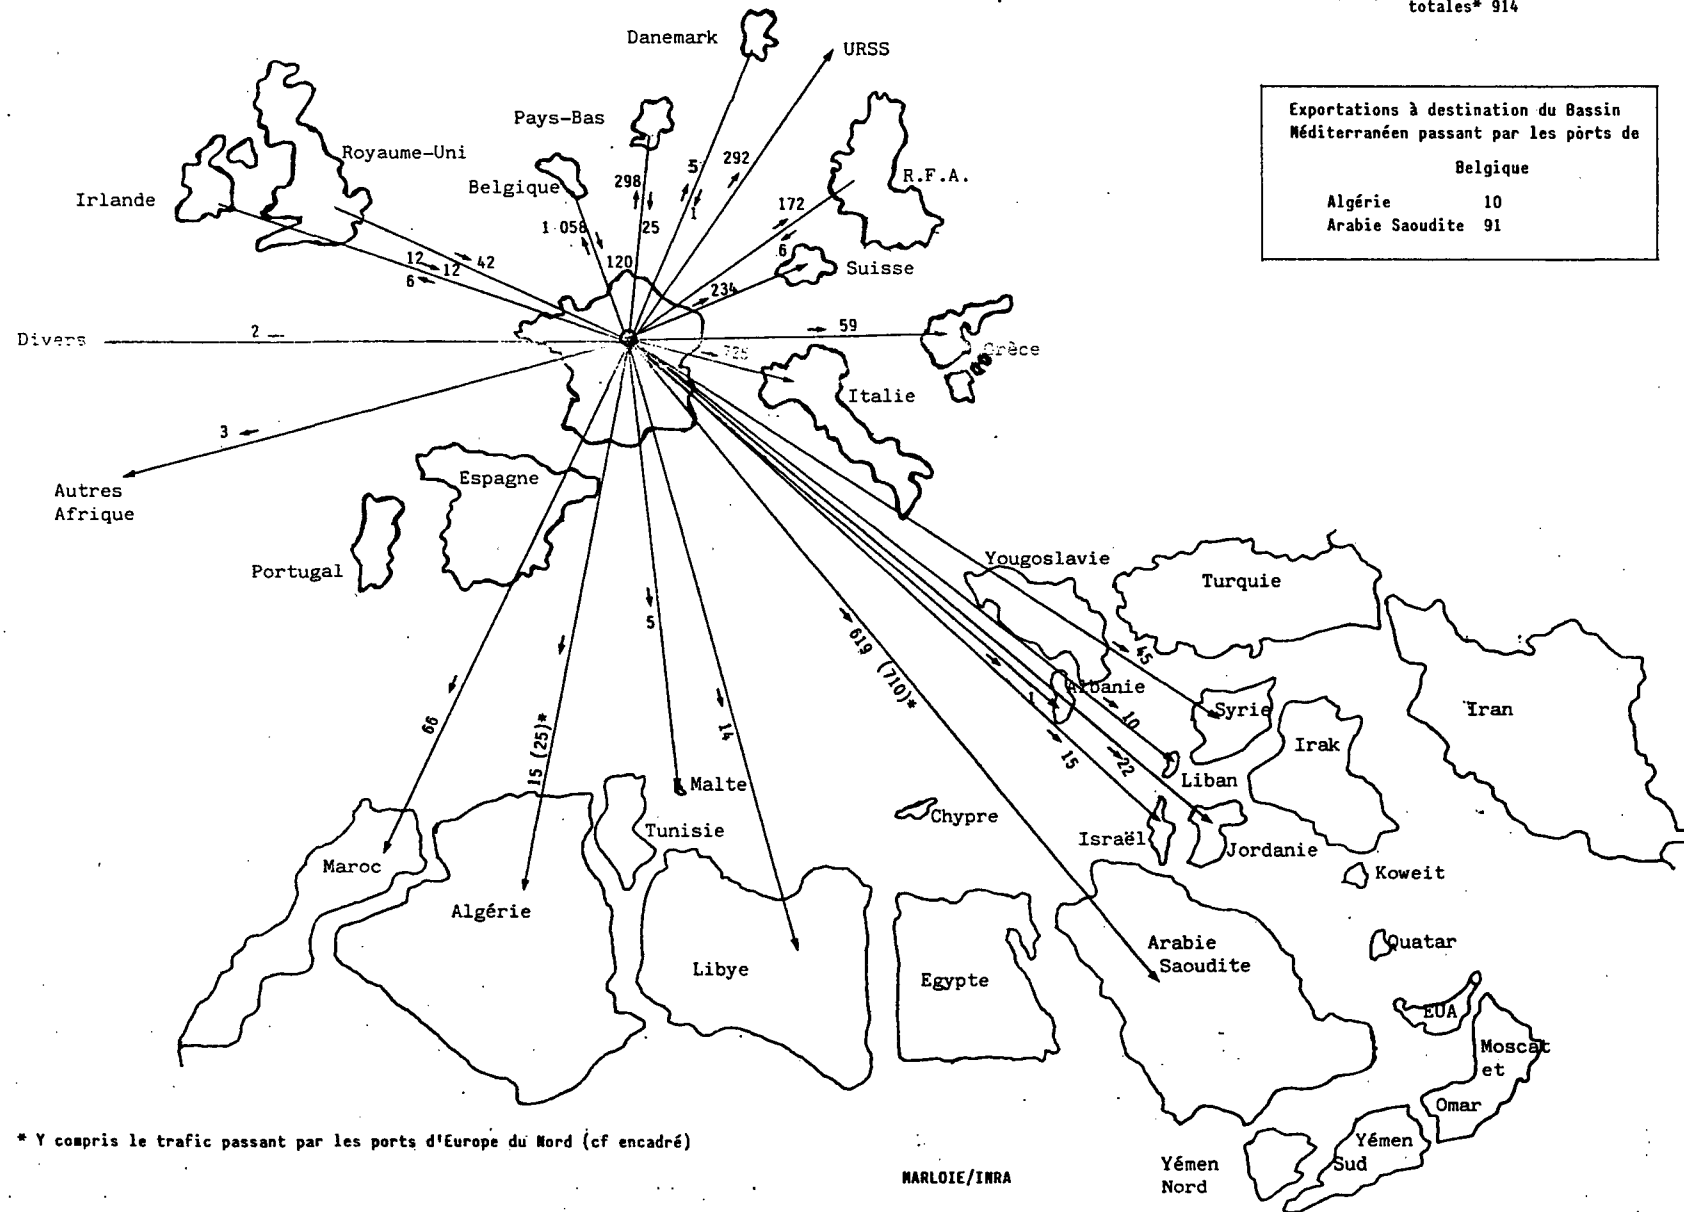 totales* 914
Danemark
URSS
Exportations à destination du Bassin
Méditerranéen passant par les ports de
Belgique
Algérie 10
Arabie Saoudite 91
Pays-Bas
Royaume-Uni
Belgique
R.F.A.
Irlande
5
292
298
1
172
1 058
25
6
120
12
12
42
6
Suisse
234
Divers
2
59
Grèce
725
Italie
3
Autres
Afrique
Espagne
Portugal
Yougoslavie
Turquie
5
619 (710)*
45
66
15 (25)*
14
1
Albanie
10
15
22
Syrie
Irak
Iran
Liban
Malte
Chypre
Tunisie
Israël
Jordanie
Maroc
Koweit
Algérie
Libye
Egypte
Arabie
Saoudite
Quatar
EUA
Moscat
et
Omar
* Y compris le trafic passant par les ports d'Europe du Nord (cf encadré)
Yémen
Sud
Yémen
Nord
MARLOIE/INRA